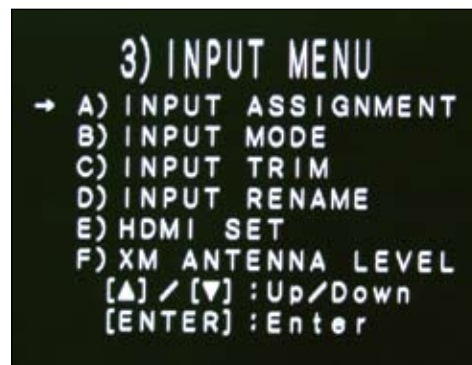 3) INPUT MENU
→ A) INPUT ASSIGNMENT
B) INPUT MODE
C) INPUT TRIM
D) INPUT RENAME
E) HDMI SET
F) XM ANTENNA LEVEL
[▲] / [▼] :Up/Down
[ENTER] :Enter